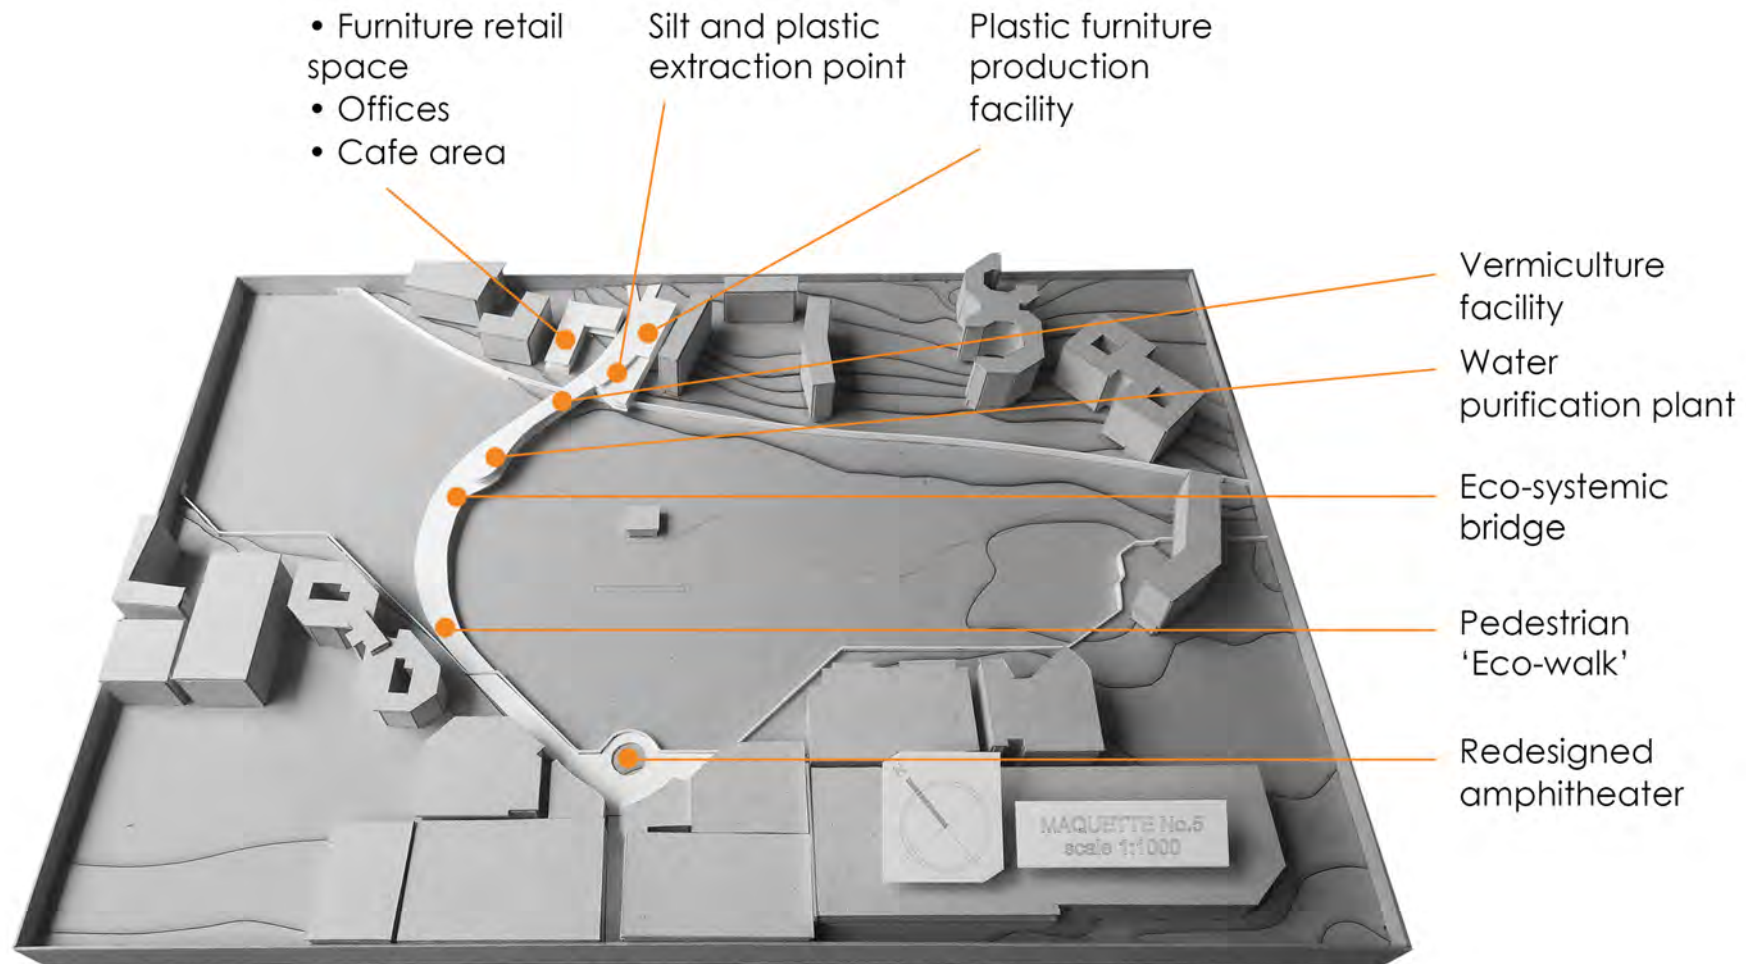 • Furniture retail
space
• Offices
• Cafe area
Silt and plastic
extraction point
Plastic furniture
production
facility
Vermiculture
facility
Water
purification plant
Eco-systemic
bridge
Pedestrian
‘Eco-walk’
Redesigned
amphitheater
MAQUETTE No.5
scale 1:1000